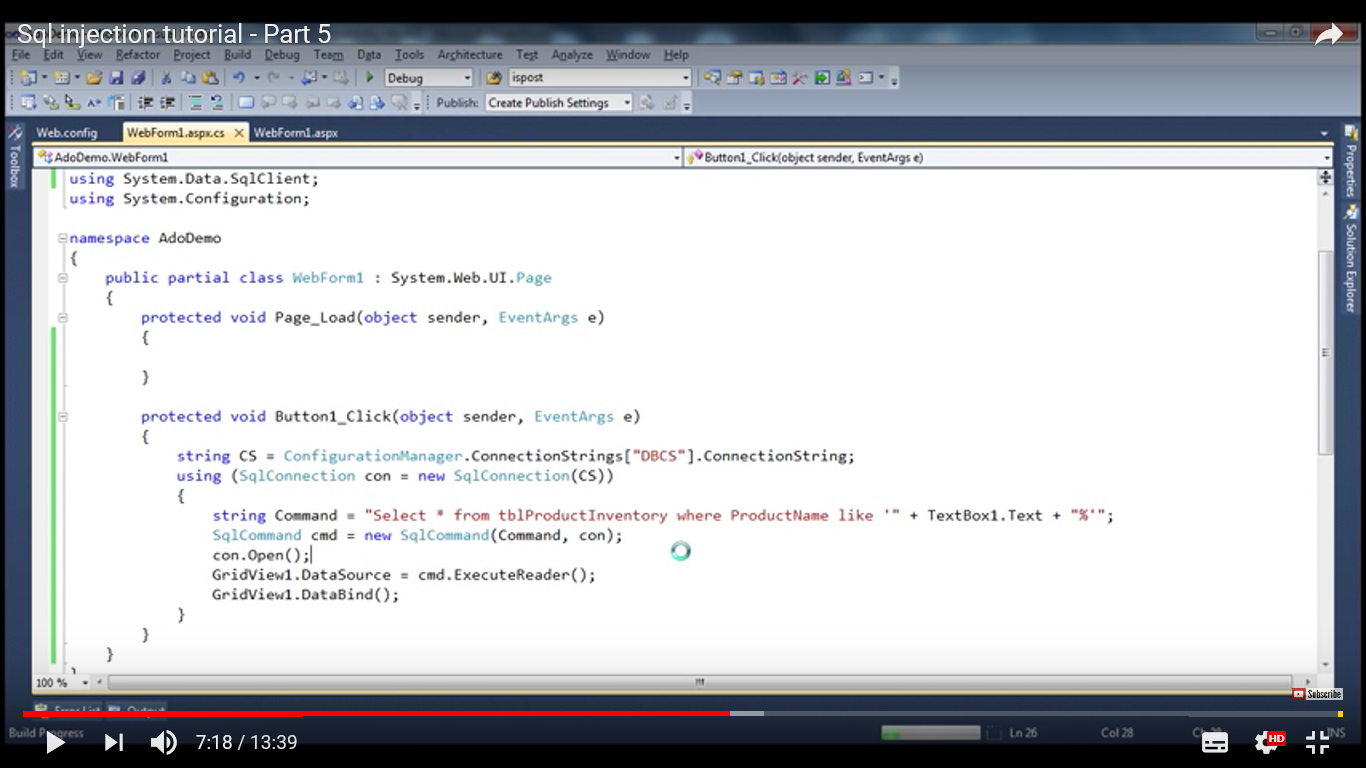 Sql injection tutorial - Part 5
File Edit View Refactor Project Build Debug Team Data Tools Architecture Test Analyze Window Help
Debug ispost
Publish: Create Publish Settings
Web.config WebForm1.aspx.cs WebForm1.aspx
Toolbox
Properties
Solution Explorer
AdoDemo.WebForm1 Button1_Click(object sender, EventArgs e)
using System.Data.SqlClient;
using System.Configuration;
namespace AdoDemo
{
public partial class WebForm1 : System.Web.UI.Page
{
protected void Page_Load(object sender, EventArgs e)
{
}
protected void Button1_Click(object sender, EventArgs e)
{
string CS = ConfigurationManager.ConnectionStrings["DBCS"].ConnectionString;
using (SqlConnection con = new SqlConnection(CS))
{
string Command = "Select * from tblProductInventory where ProductName like '" + TextBox1.Text + "%'";
SqlCommand cmd = new SqlCommand(Command, con);
con.Open();
GridView1.DataSource = cmd.ExecuteReader();
GridView1.DataBind();
}
}
}
100 %
Subscribe
Error List Output
Build Progress Ln 26 Col 28 INS
7:18 / 13:39 HD